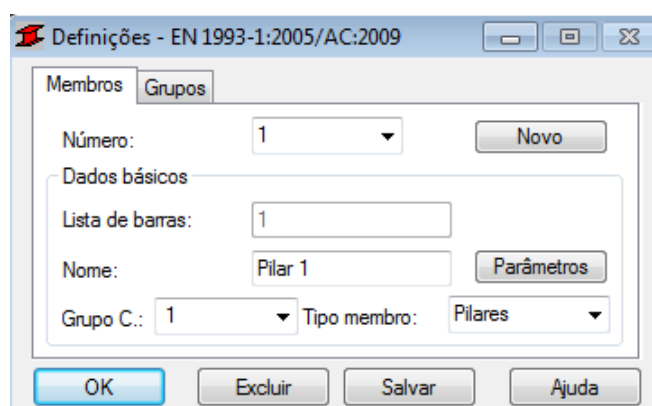 Definições - EN 1993-1:2005/AC:2009
Membros Grupos
Número: 1 Novo
Dados básicos
Lista de barras: 1
Nome: Pilar 1 Parâmetros
Grupo C.: 1 Tipo membro: Pilares
OK Excluir Salvar Ajuda